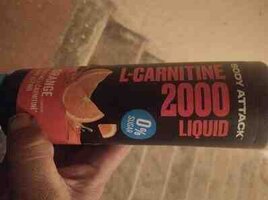 L-CARNITINE
2000
LIQUID
BODY ATTACK
0%
SUGAR
ORANGE